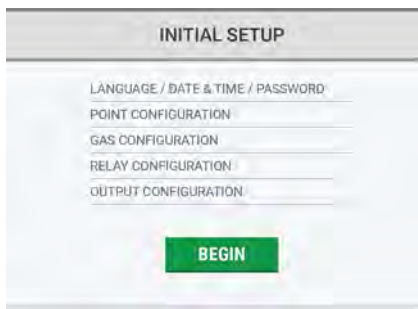 INITIAL SETUP
LANGUAGE / DATE & TIME / PASSWORD
POINT CONFIGURATION
GAS CONFIGURATION
RELAY CONFIGURATION
OUTPUT CONFIGURATION
BEGIN